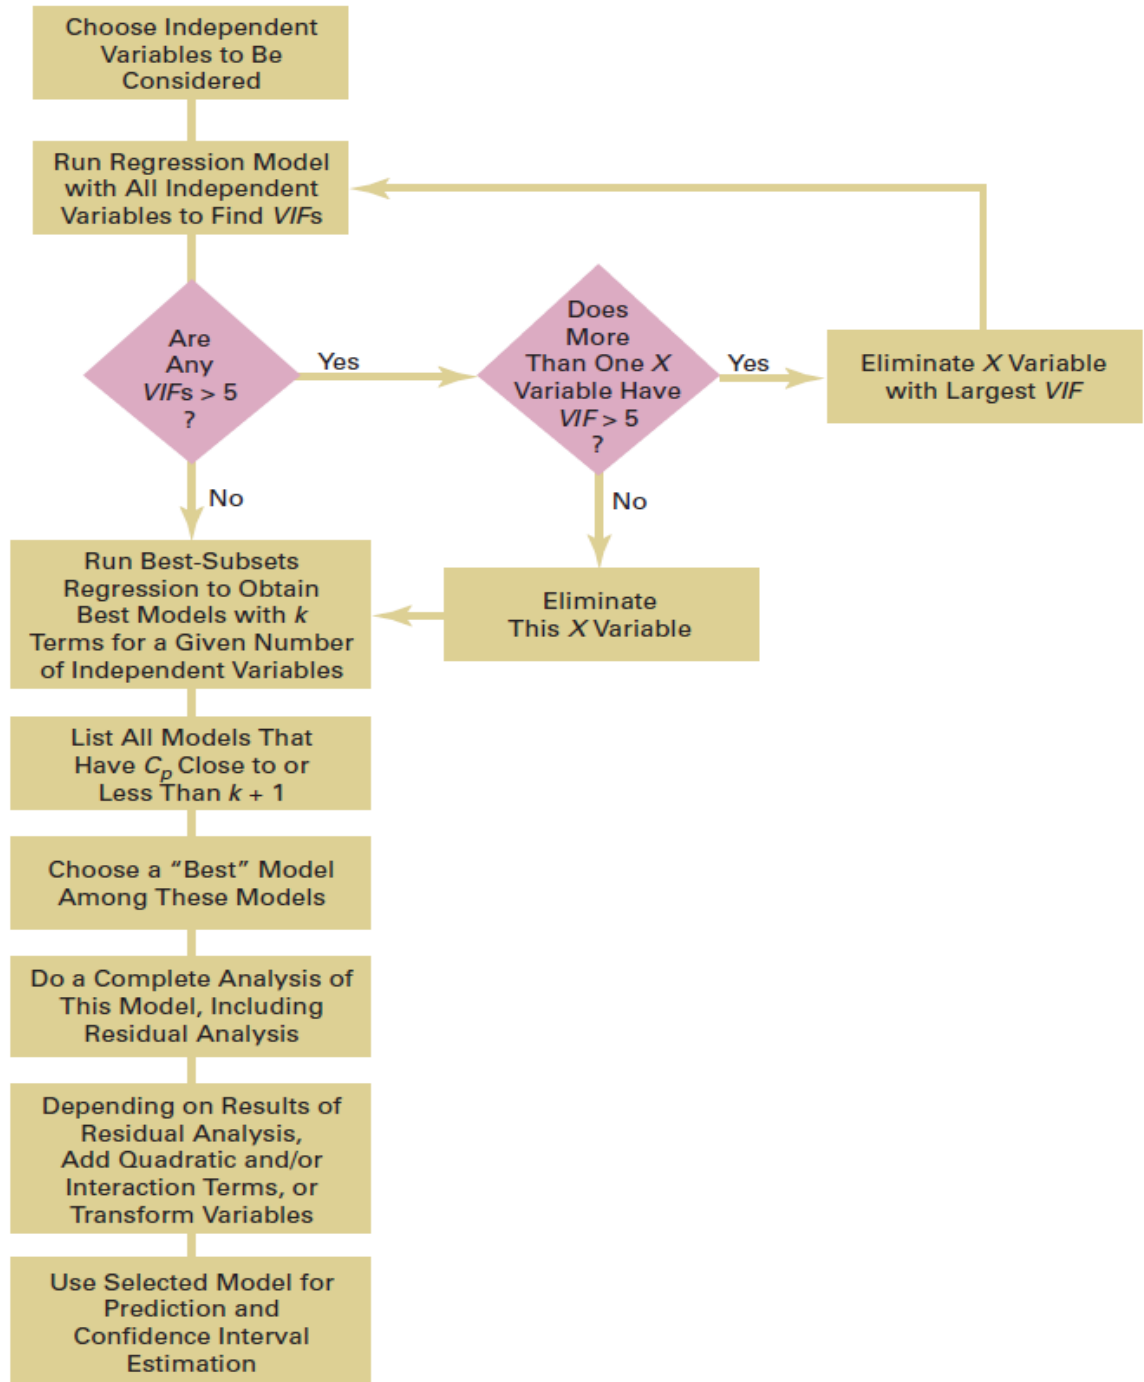 Choose Independent
Variables to Be
Considered
Run Regression Model
with All Independent
Variables to Find VIFs
Are
Any
VIFs > 5
?
Yes
Does
More
Than One X
Variable Have
VIF > 5
?
Yes
Eliminate X Variable
with Largest VIF
No
No
Run Best-Subsets
Regression to Obtain
Best Models with k
Terms for a Given Number
of Independent Variables
Eliminate
This X Variable
List All Models That
Have Cp Close to or
Less Than k + 1
Choose a “Best” Model
Among These Models
Do a Complete Analysis of
This Model, Including
Residual Analysis
Depending on Results of
Residual Analysis,
Add Quadratic and/or
Interaction Terms, or
Transform Variables
Use Selected Model for
Prediction and
Confidence Interval
Estimation